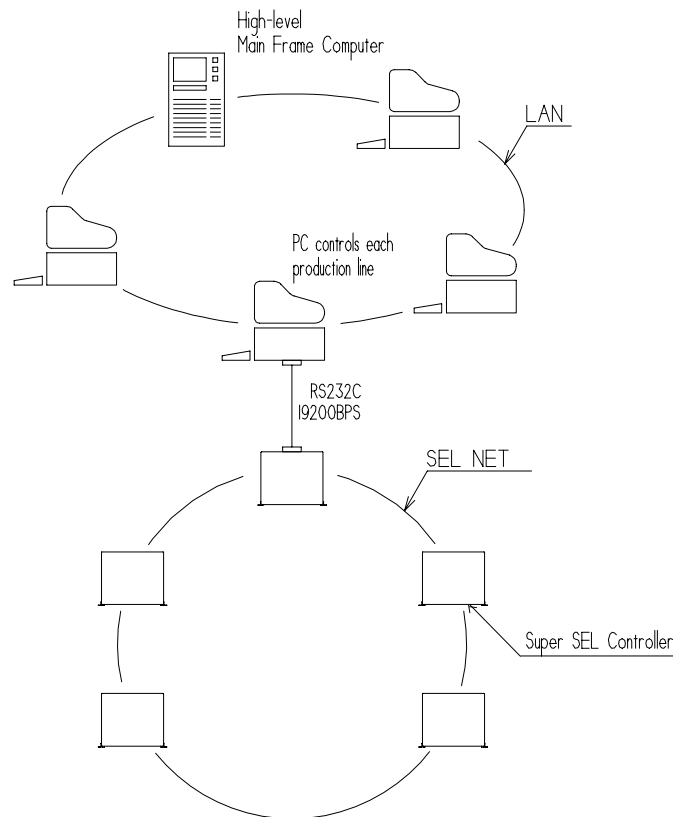 High-level
Main Frame Computer
LAN
PC controls each
production line
RS232C
19200BPS
SEL NET
Super SEL Controller